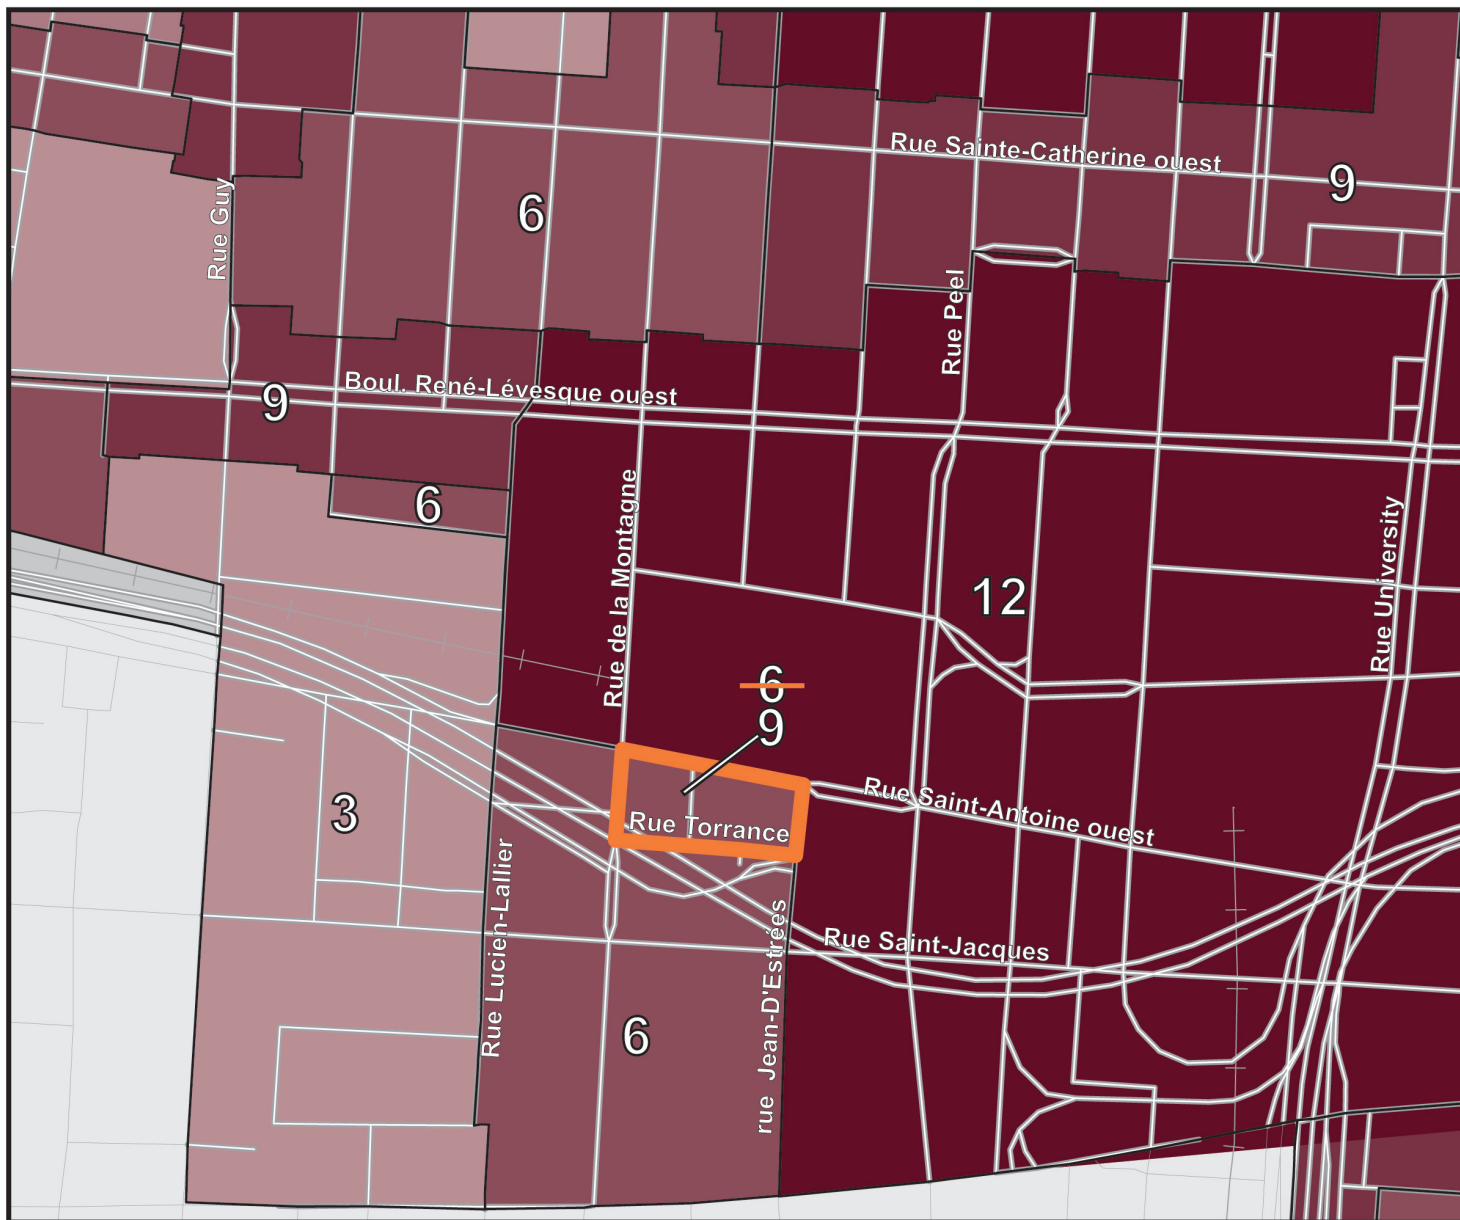 Rue Sainte-Catherine ouest
9
6
Rue Guy
Rue Peel
Boul. René-Lévesque ouest
9
6
Rue de la Montagne
Rue University
12
6
9
Rue Saint-Antoine ouest
3
Rue Torrance
Rue Lucien-Lallier
rue Jean-D'Estrées
Rue Saint-Jacques
6